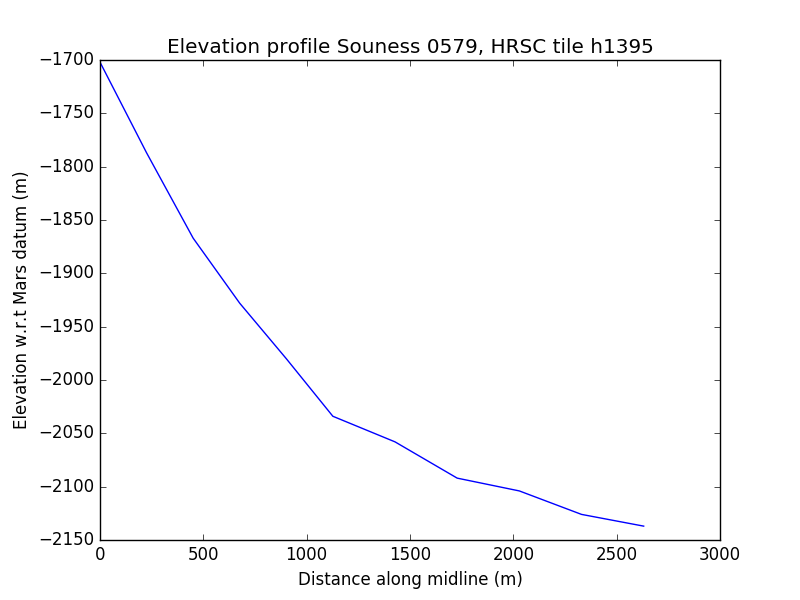 Elevation profile Souness 0579, HRSC tile h1395
Elevation w.r.t Mars datum (m)
−1700
−1750
−1800
−1850
−1900
−1950
−2000
−2050
−2100
−2150
0 500 1000 1500 2000 2500 3000
Distance along midline (m)